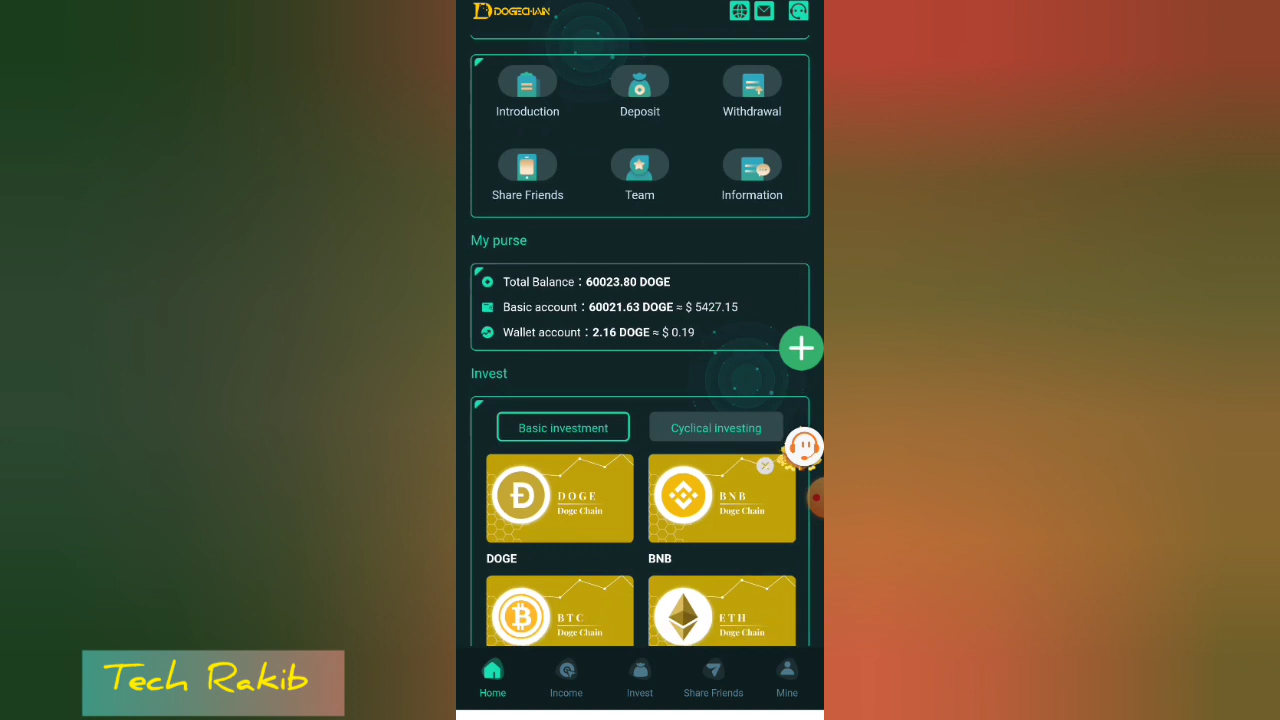 DOGECHAIN
Introduction
Deposit
Withdrawal
Share Friends
Team
Information
My purse
Total Balance：60023.80 DOGE
Basic account：60021.63 DOGE ≈ $ 5427.15
Wallet account：2.16 DOGE ≈ $ 0.19
Invest
Basic investment
Cyclical investing
DOGE
Doge Chain
BNB
Doge Chain
DOGE
BNB
BTC
Doge Chain
ETH
Doge Chain
Home
Income
Invest
Share Friends
Mine
Tech Rakib